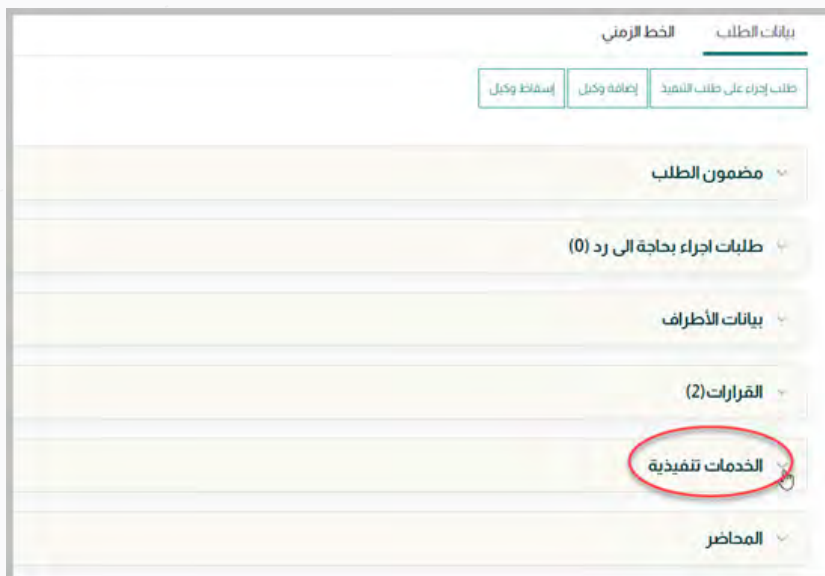 بيانات الطلب الخط الزمني
طلب إجراء على طلب التنفيذ إضافة وكيل إسقاط وكيل
مضمون الطلب
طلبات اجراء بحاجة الى رد (0)
بيانات الأطراف
القرارات(2)
الخدمات تنفيذية
المحاضر